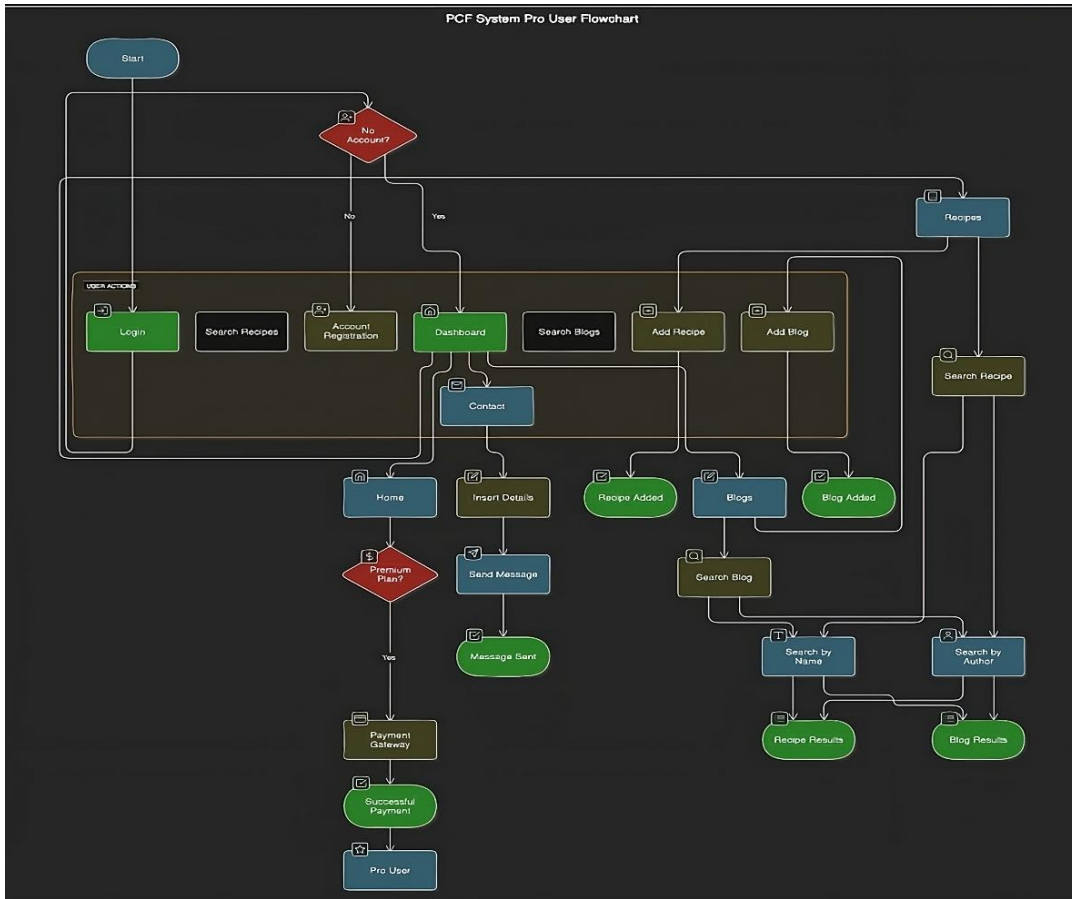 PCF System Pro User Flowchart
Start
No
Account?
No
Yes
Recipes
USER ACTIONS
Login
Search Recipes
Account
Registration
Dashboard
Search Blogs
Add Recipe
Add Blog
Search Recipe
Contact
Home
Insert Details
Recipe Added
Blogs
Blog Added
Premium
Plan?
Send Message
Search Blog
Yes
Message Sent
Search by
Name
Search by
Author
Payment
Gateway
Recipe Results
Blog Results
Successful
Payment
Pro User